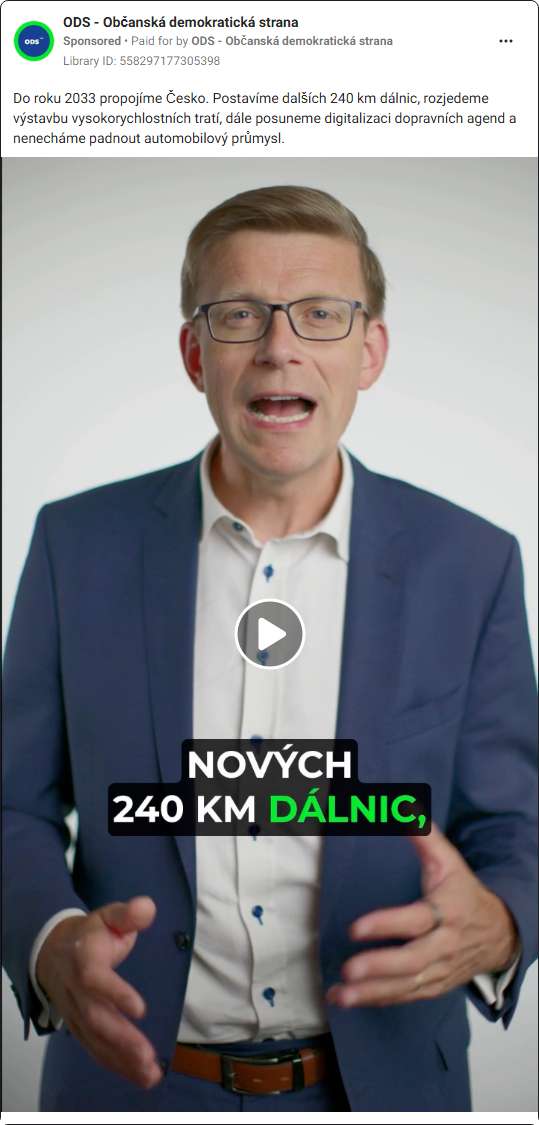 ODS - Občanská demokratická strana
Sponsored • Paid for by ODS - Občanská demokratická strana
Library ID: 558297177305398
ODS
Do roku 2033 propojíme Česko. Postavíme dalších 240 km dálnic, rozjedeme
výstavbu vysokorychlostních tratí, dále posuneme digitalizaci dopravních agend a
nenecháme padnout automobilový průmysl.
NOVÝCH
240 KM DÁLNIC,